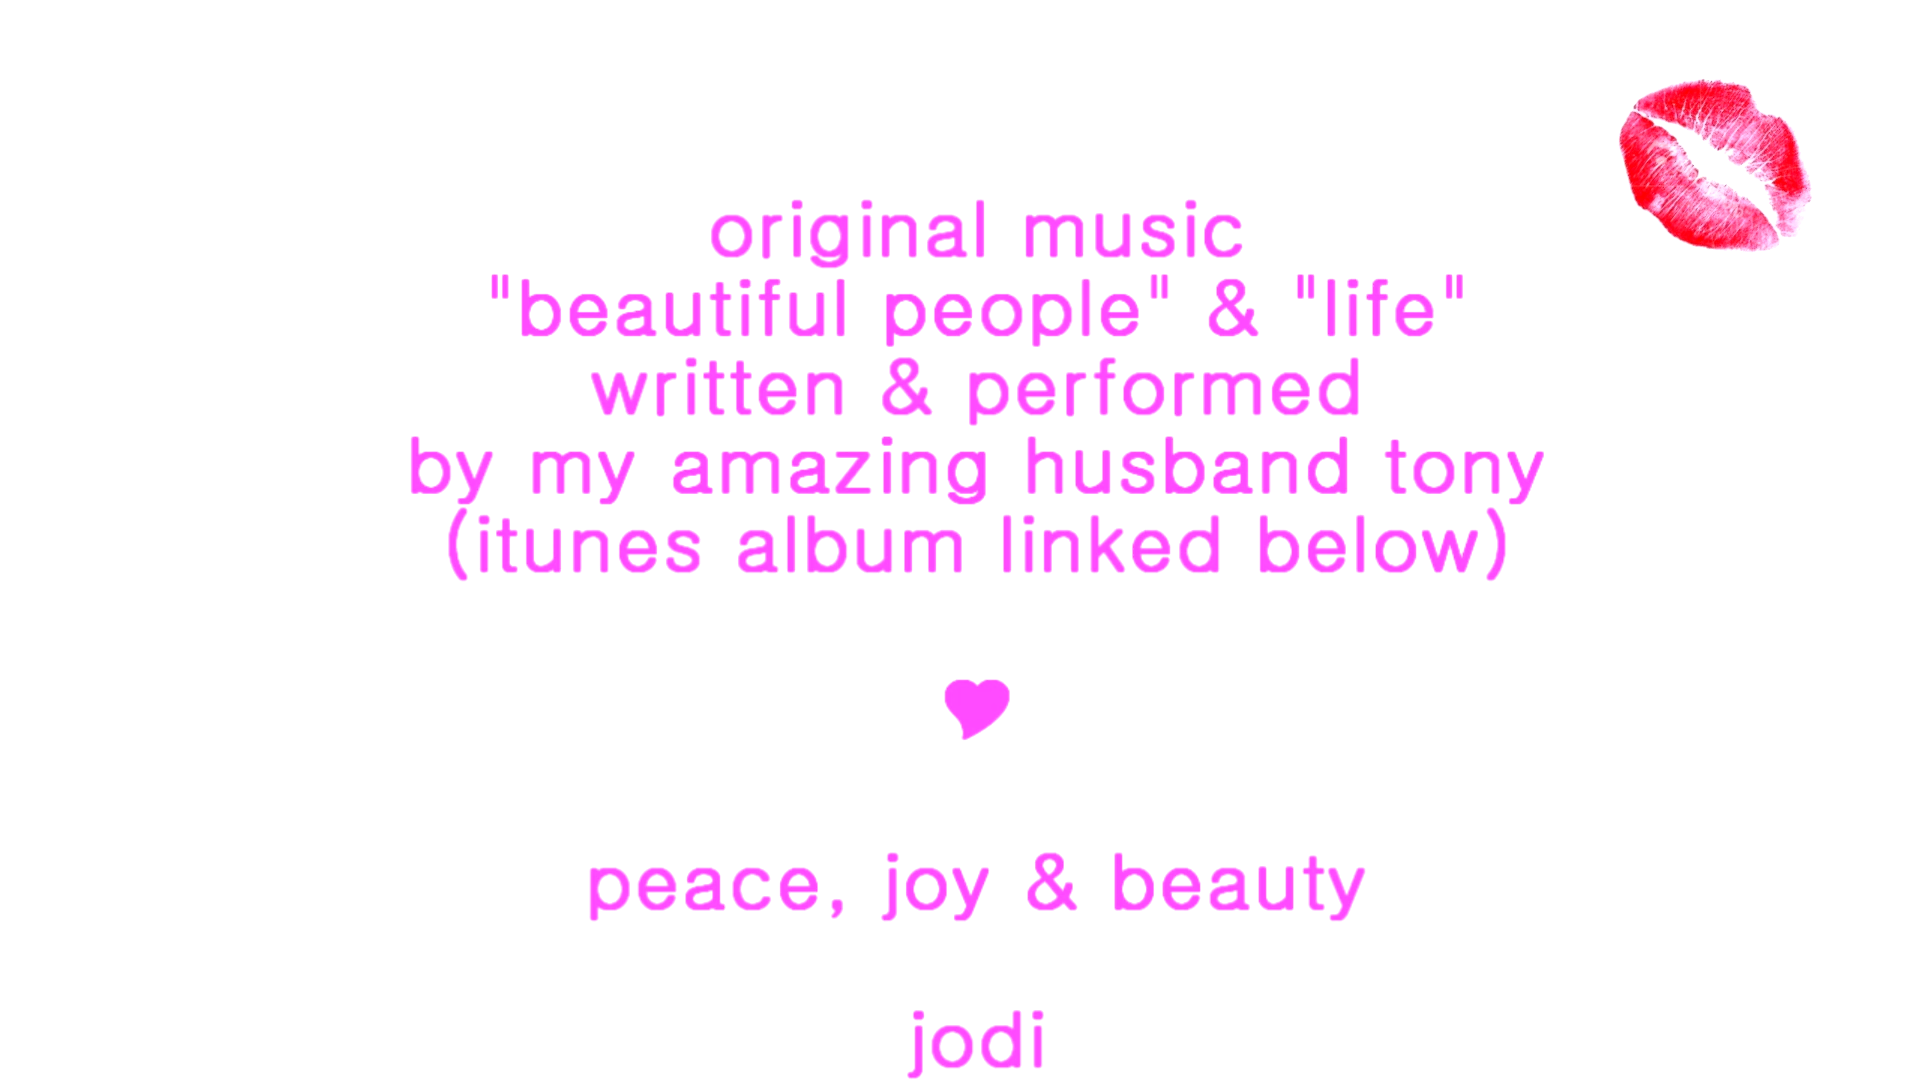 original music
"beautiful people" & "life"
written & performed
by my amazing husband tony
(itunes album linked below)
peace, joy & beauty
jodi